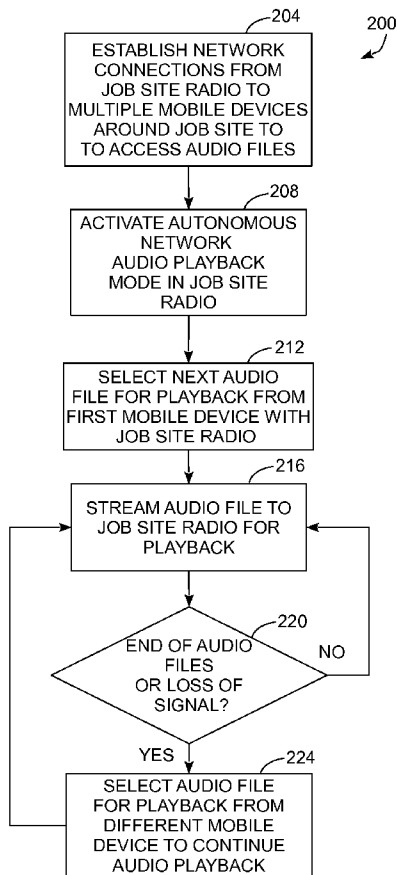 200
204
ESTABLISH NETWORK
CONNECTIONS FROM
JOB SITE RADIO TO
MULTIPLE MOBILE DEVICES
AROUND JOB SITE TO
TO ACCESS AUDIO FILES
208
ACTIVATE AUTONOMOUS
NETWORK
AUDIO PLAYBACK
MODE IN JOB SITE
RADIO
212
SELECT NEXT AUDIO
FILE FOR PLAYBACK FROM
FIRST MOBILE DEVICE WITH
JOB SITE RADIO
216
STREAM AUDIO FILE TO
JOB SITE RADIO FOR
PLAYBACK
220
END OF AUDIO
FILES
OR LOSS OF
SIGNAL?
NO
YES
224
SELECT AUDIO FILE
FOR PLAYBACK FROM
DIFFERENT MOBILE
DEVICE TO CONTINUE
AUDIO PLAYBACK